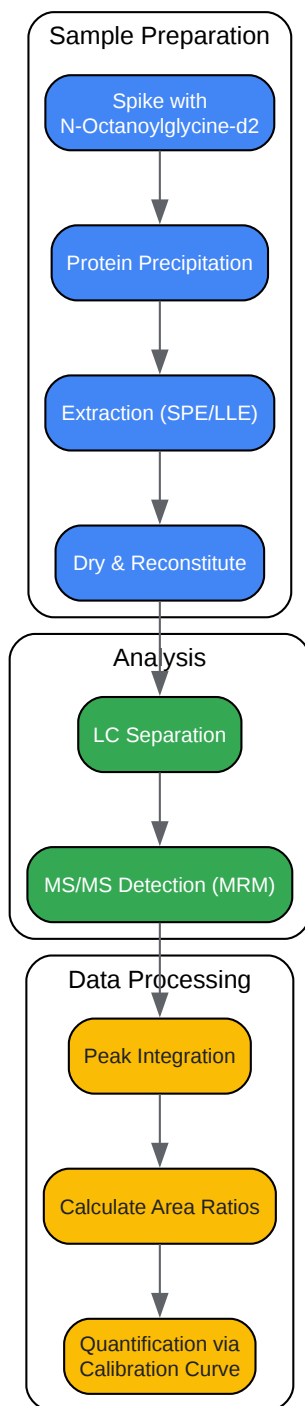 Sample Preparation
Spike with
N-Octanoylglycine-d2
Protein Precipitation
Extraction (SPE/LLE)
Dry & Reconstitute
Analysis
LC Separation
MS/MS Detection (MRM)
Data Processing
Peak Integration
Calculate Area Ratios
Quantification via
Calibration Curve